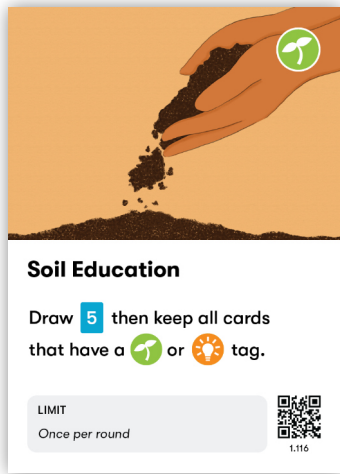 Soil Education
Draw 5 then keep all cards
that have a or tag.
LIMIT
Once per round
1.116